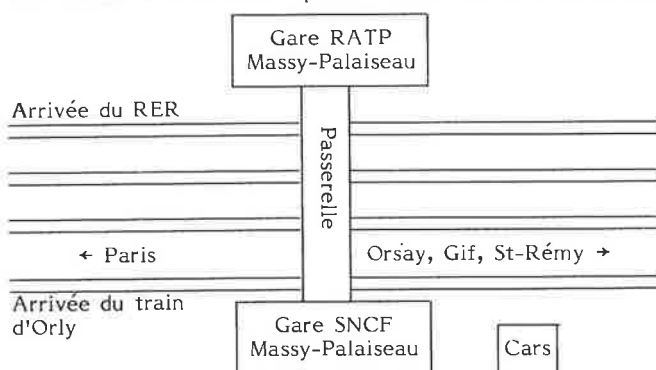 Gare RATP
Massy-Palaiseau
Arrivée du RER
Passerelle
← Paris
Orsay, Gif, St-Rémy →
Arrivée du train
d'Orly
Gare SNCF
Massy-Palaiseau
Cars